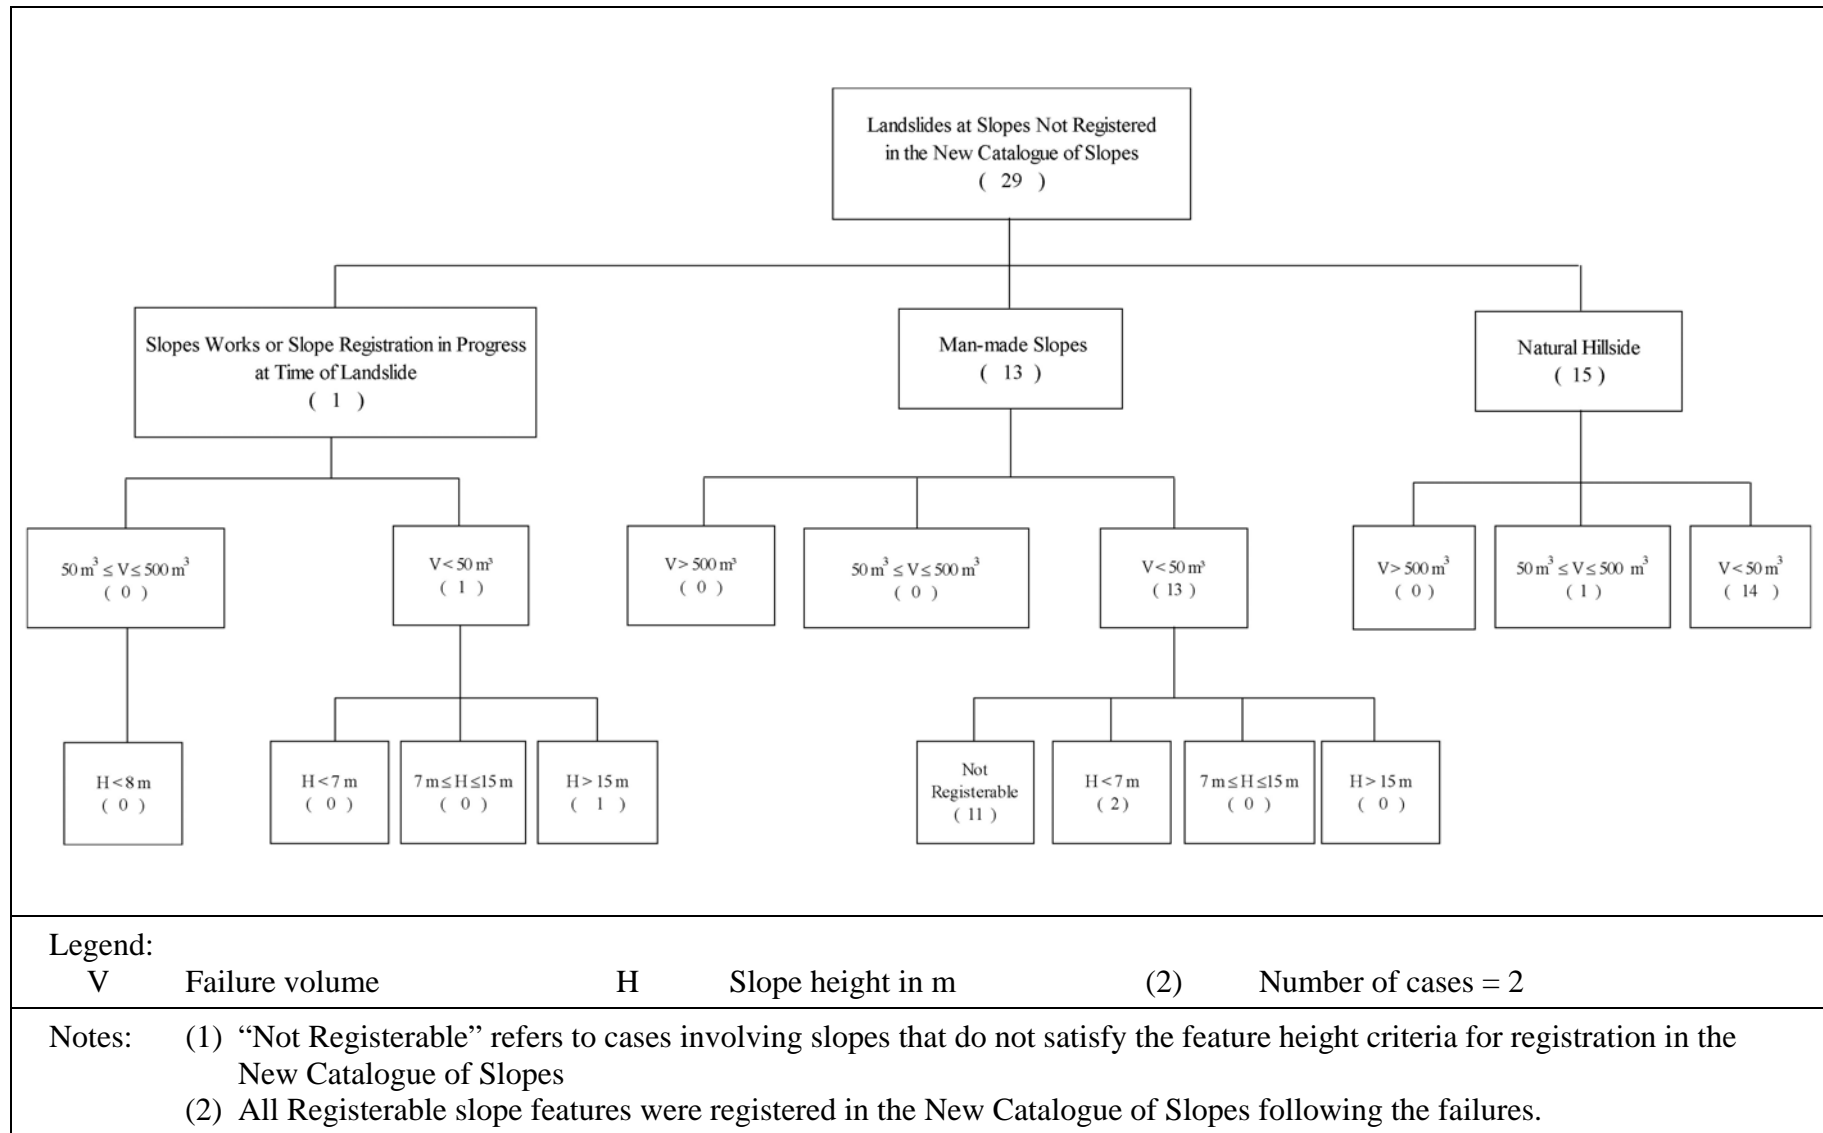 Landslides at Slopes Not Registered
in the New Catalogue of Slopes
( 29 )
Slopes Works or Slope Registration in Progress
at Time of Landslide
( 1 )
Man-made Slopes
( 13 )
Natural Hillside
( 15 )
50 m³ ≤ V ≤ 500 m³
( 0 )
V < 50 m³
( 1 )
V > 500 m³
( 0 )
50 m³ ≤ V ≤ 500 m³
( 0 )
V < 50 m³
( 13 )
V > 500 m³
( 0 )
50 m³ ≤ V ≤ 500 m³
( 1 )
V < 50 m³
( 14 )
H < 8 m
( 0 )
H < 7 m
( 0 )
7 m ≤ H ≤ 15 m
( 0 )
H > 15 m
( 1 )
Not
Registerable
( 11 )
H < 7 m
( 2 )
7 m ≤ H ≤ 15 m
( 0 )
H > 15 m
( 0 )
Legend:
V Failure volume H Slope height in m (2) Number of cases = 2
Notes: (1) “Not Registerable” refers to cases involving slopes that do not satisfy the feature height criteria for registration in the
New Catalogue of Slopes
(2) All Registerable slope features were registered in the New Catalogue of Slopes following the failures.